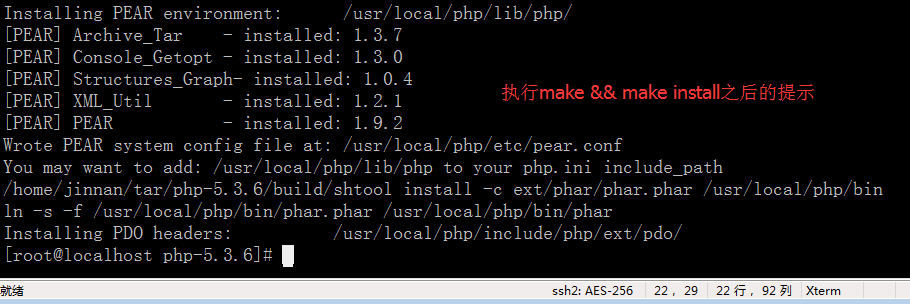 Installing PEAR environment:      /usr/local/php/lib/php/
[PEAR] Archive_Tar    - installed: 1.3.7
[PEAR] Console_Getopt - installed: 1.3.0
[PEAR] Structures_Graph- installed: 1.0.4
[PEAR] XML_Util       - installed: 1.2.1
执行make && make install之后的提示
[PEAR] PEAR           - installed: 1.9.2
Wrote PEAR system config file at: /usr/local/php/etc/pear.conf
You may want to add: /usr/local/php/lib/php to your php.ini include_path
/home/jinnan/tar/php-5.3.6/build/shtool install -c ext/phar/phar.phar /usr/local/php/bin
ln -s -f /usr/local/php/bin/phar.phar /usr/local/php/bin/phar
Installing PDO headers:          /usr/local/php/include/php/ext/pdo/
[root@localhost php-5.3.6]#
就绪 ssh2: AES-256 22, 29 22 行, 92 列 Xterm